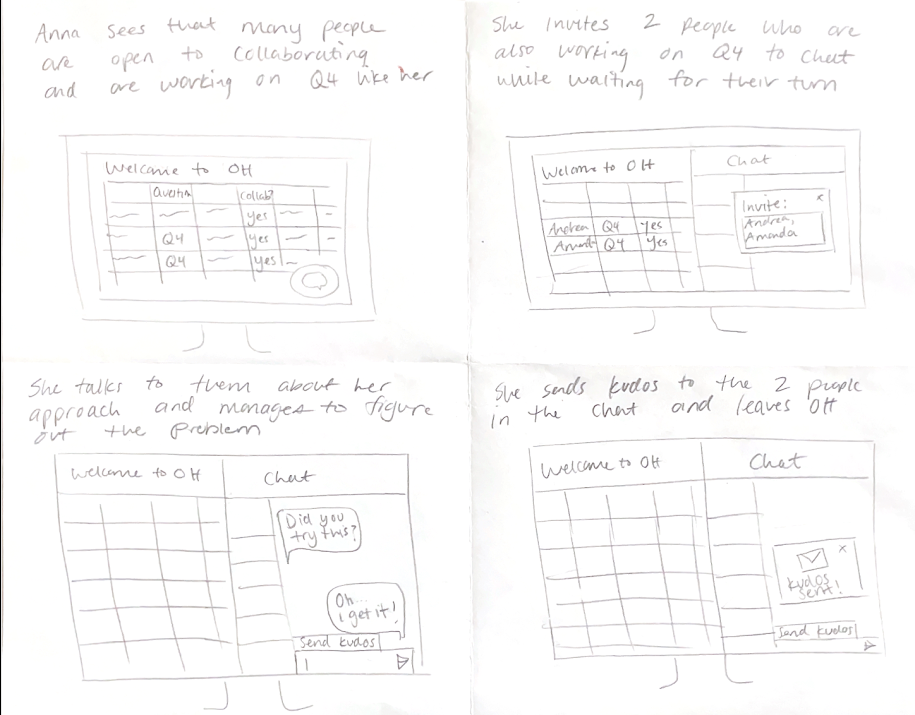 Anna sees that many people
are open to collaborating
and are working on Q4 like her
Welcome to OH
Question
Collab?
yes
Q4
yes
Q4
yes
She invites 2 people who are
also working on Q4 to chat
while waiting for their turn
Welcome to OH
Chat
Andrea Q4 Yes
Amanda Q4 Yes
Invite: x
Andrea,
Amanda
She talks to them about her
approach and manages to figure
out the problem
Welcome to OH
Chat
Did you
try this?
Oh...
i get it!
Send kudos
She sends kudos to the 2 people
in the chat and leaves OH
Welcome to OH
Chat
x
kudos
sent!
Send kudos